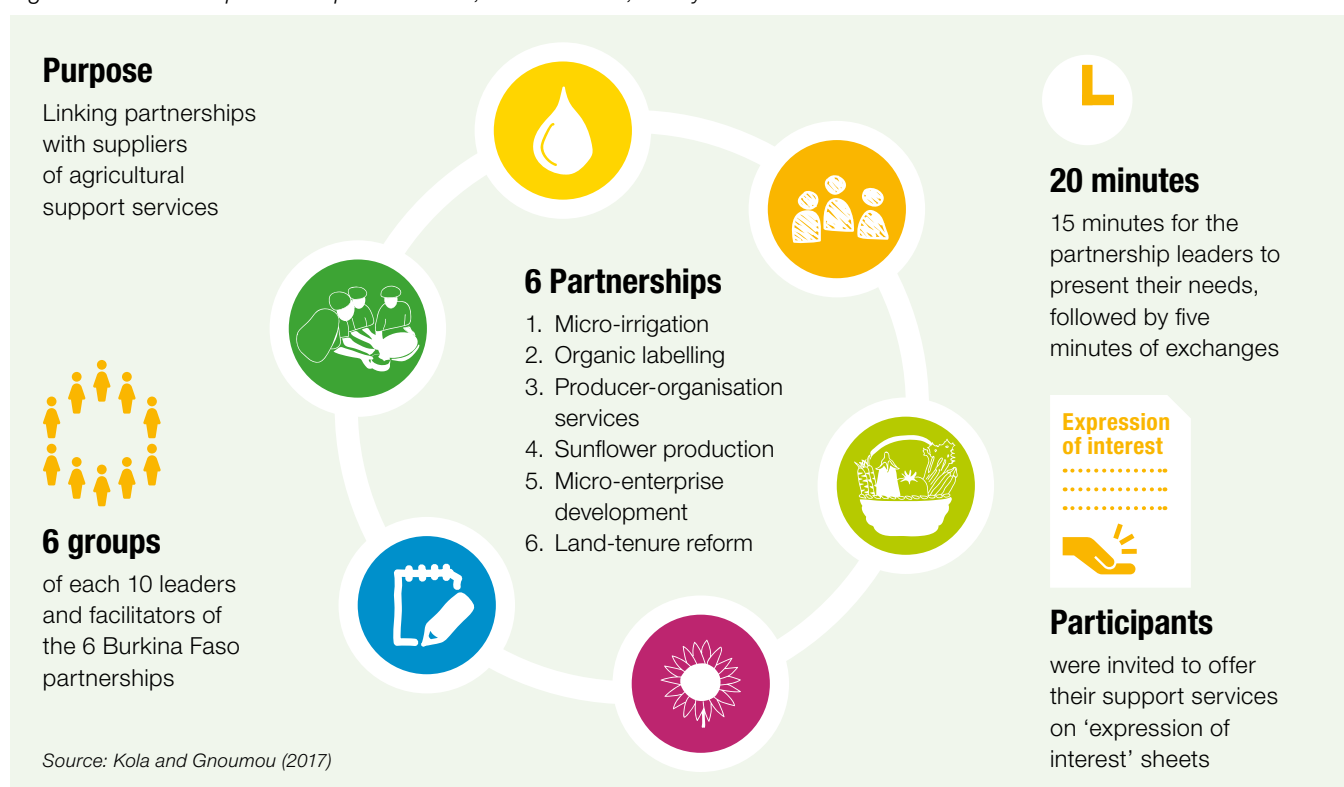 Purpose
Linking partnerships
with suppliers
of agricultural
support services
6 groups
of each 10 leaders
and facilitators of
the 6 Burkina Faso
partnerships
6 Partnerships
1. Micro-irrigation
2. Organic labelling
3. Producer-organisation
services
4. Sunflower production
5. Micro-enterprise
development
6. Land-tenure reform
20 minutes
15 minutes for the
partnership leaders to
present their needs,
followed by five
minutes of exchanges
Expression
of interest
Participants
were invited to offer
their support services
on ‘expression of
interest’ sheets
Source: Kola and Gnoumou (2017)